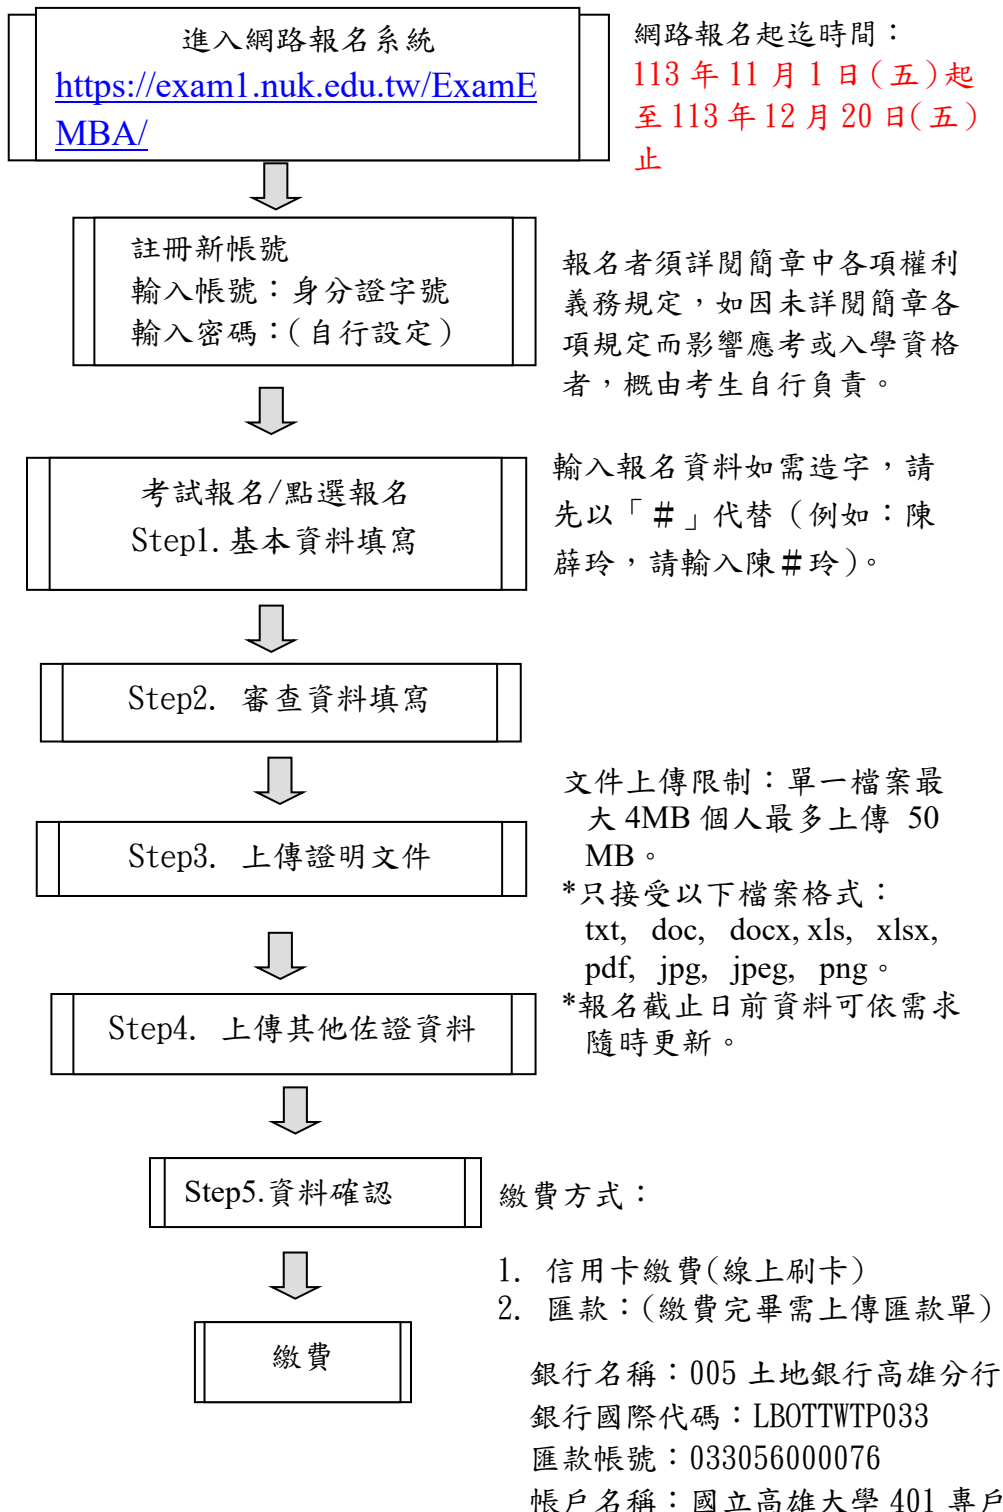 進入網路報名系統
https://exam1.nuk.edu.tw/ExamE
MBA/
網路報名起迄時間：
113 年 11 月 1 日(五)起
至 113 年 12 月 20 日(五)
止
註冊新帳號
輸入帳號：身分證字號
輸入密碼：(自行設定)
報名者須詳閱簡章中各項權利
義務規定，如因未詳閱簡章各
項規定而影響應考或入學資格
者，概由考生自行負責。
考試報名/點選報名
Step1.基本資料填寫
輸入報名資料如需造字，請
先以「＃」代替（例如：陳
薜玲，請輸入陳＃玲）。
Step2. 審查資料填寫
Step3. 上傳證明文件
文件上傳限制：單一檔案最
大 4MB 個人最多上傳 50
MB。
*只接受以下檔案格式：
txt, doc, docx, xls, xlsx,
pdf, jpg, jpeg, png。
*報名截止日前資料可依需求
隨時更新。
Step4. 上傳其他佐證資料
Step5.資料確認
繳費
繳費方式：
1. 信用卡繳費(線上刷卡)
2. 匯款：(繳費完畢需上傳匯款單)
銀行名稱：005 土地銀行高雄分行
銀行國際代碼：LBOTTWTP033
匯款帳號：033056000076
帳戶名稱：國立高雄大學 401 專戶